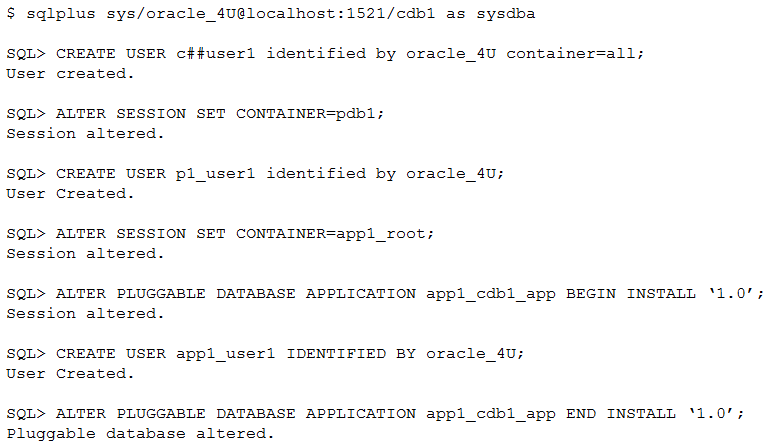 $ sqlplus sys/oracle_4U@localhost:1521/cdb1 as sysdba
SQL> CREATE USER c##user1 identified by oracle_4U container=all;
User created.
SQL> ALTER SESSION SET CONTAINER=pdb1;
Session altered.
SQL> CREATE USER p1_user1 identified by oracle_4U;
User Created.
SQL> ALTER SESSION SET CONTAINER=app1_root;
Session altered.
SQL> ALTER PLUGGABLE DATABASE APPLICATION app1_cdb1_app BEGIN INSTALL ‘1.0’;
Session altered.
SQL> CREATE USER app1_user1 IDENTIFIED BY oracle_4U;
User Created.
SQL> ALTER PLUGGABLE DATABASE APPLICATION app1_cdb1_app END INSTALL ‘1.0’;
Pluggable database altered.